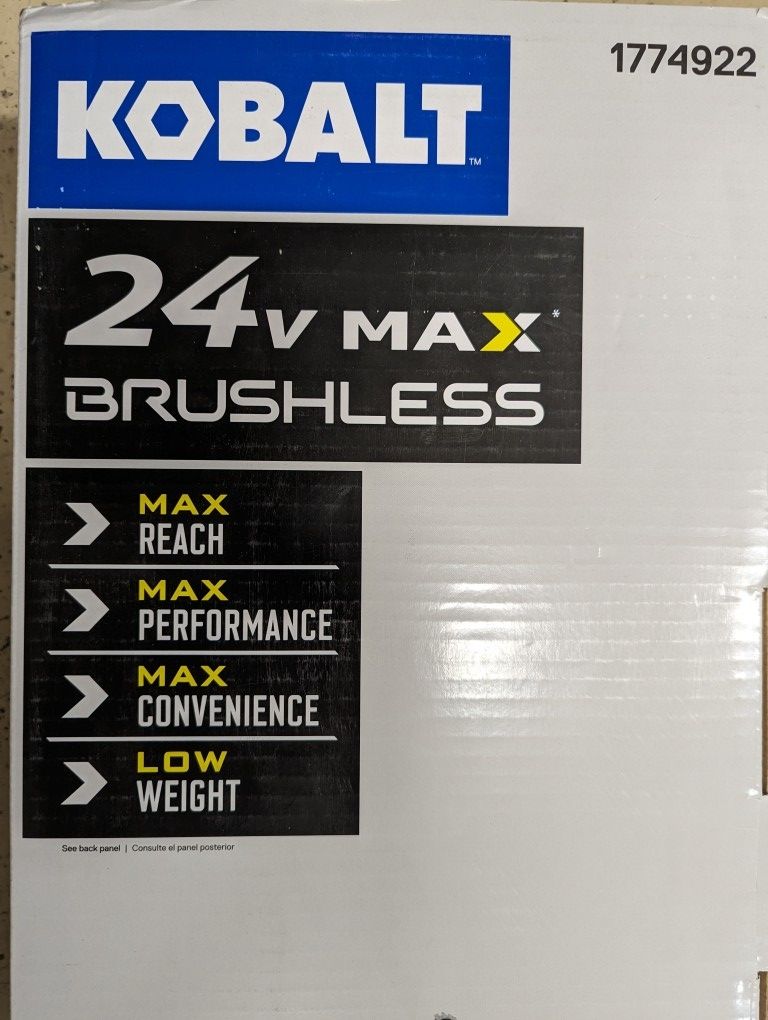 KOBALT™
1774922
24V MAX*
BRUSHLESS
MAX
REACH
MAX
PERFORMANCE
MAX
CONVENIENCE
LOW
WEIGHT
See back panel | Consulte el panel posterior